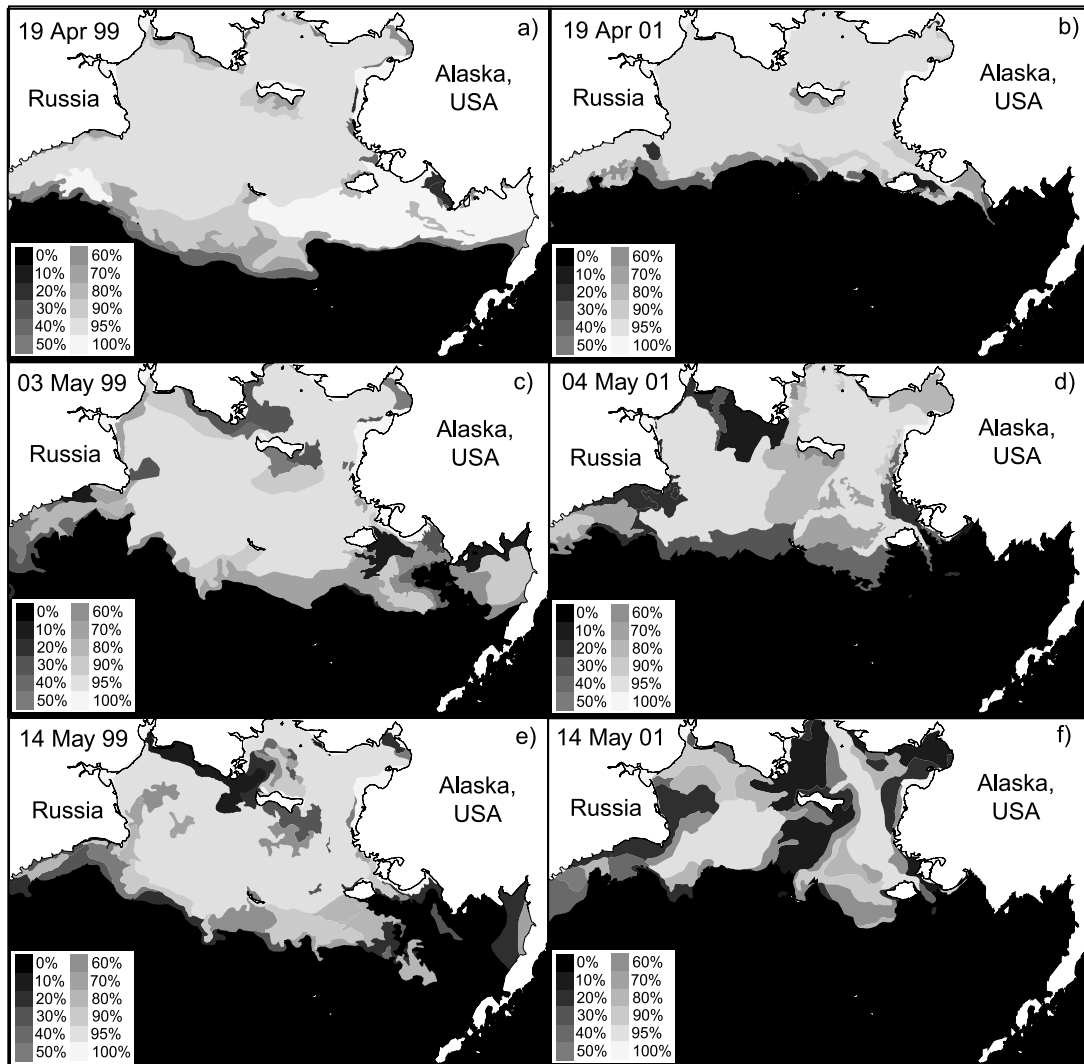 19 Apr 99
a)
Russia
Alaska,
USA
0% 60%
10% 70%
20% 80%
30% 90%
40% 95%
50% 100%
19 Apr 01
b)
Russia
Alaska,
USA
0% 60%
10% 70%
20% 80%
30% 90%
40% 95%
50% 100%
03 May 99
c)
Russia
Alaska,
USA
0% 60%
10% 70%
20% 80%
30% 90%
40% 95%
50% 100%
04 May 01
d)
Russia
Alaska,
USA
0% 60%
10% 70%
20% 80%
30% 90%
40% 95%
50% 100%
14 May 99
e)
Russia
Alaska,
USA
0% 60%
10% 70%
20% 80%
30% 90%
40% 95%
50% 100%
14 May 01
f)
Russia
Alaska,
USA
0% 60%
10% 70%
20% 80%
30% 90%
40% 95%
50% 100%